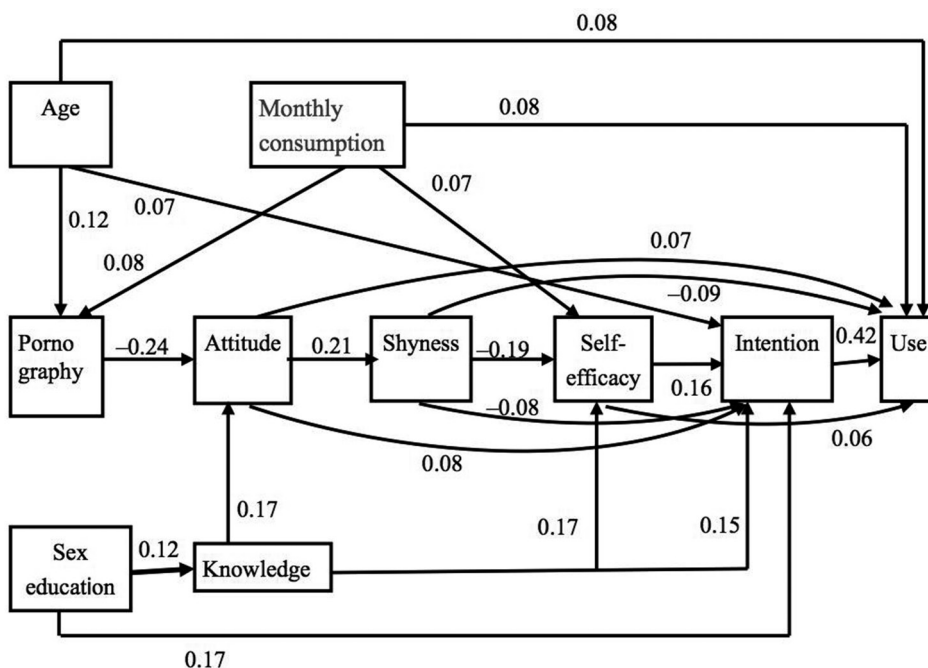 0.08
Age
Monthly
consumption
0.08
0.07
0.07
0.12
0.08
0.07
–0.09
Porno
graphy
–0.24
Attitude
0.21
Shyness
–0.19
Self-
efficacy
0.16
Intention
0.42
Use
–0.08
0.08
0.06
0.17
0.17
0.15
Sex
education
0.12
Knowledge
0.17